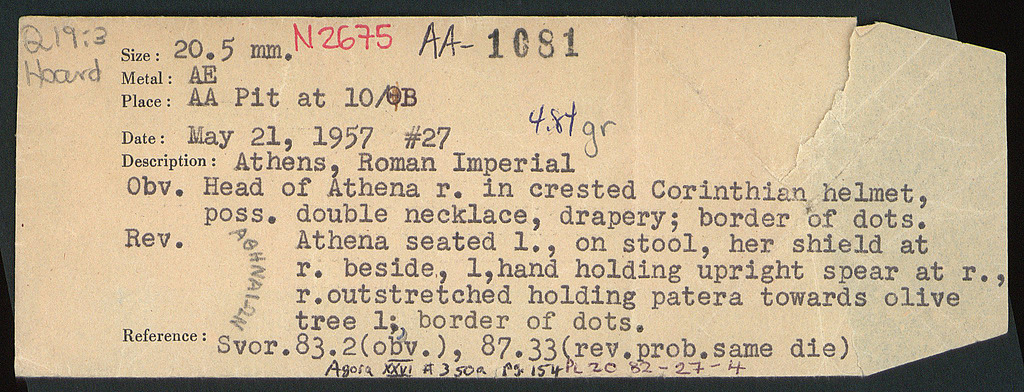 Q19:3
Hoard
N2675 AA-1081
Size: 20.5 mm.
Metal: AE
Place: AA Pit at 10/ΘB
4.84 gr
Date: May 21, 1957 #27
Description: Athens, Roman Imperial
Obv. Head of Athena r. in crested Corinthian helmet,
poss. double necklace, drapery; border of dots.
Rev. ΑΘΗΝΑΙΩΝ Athena seated l., on stool, her shield at
r. beside, l,hand holding upright spear at r.,
r.outstretched holding patera towards olive
tree l; border of dots.
Reference: Svor.83.2(obv.), 87.33(rev.prob.same die)
Agora XXVI # 350a pg 154 PL 20 82-27-4